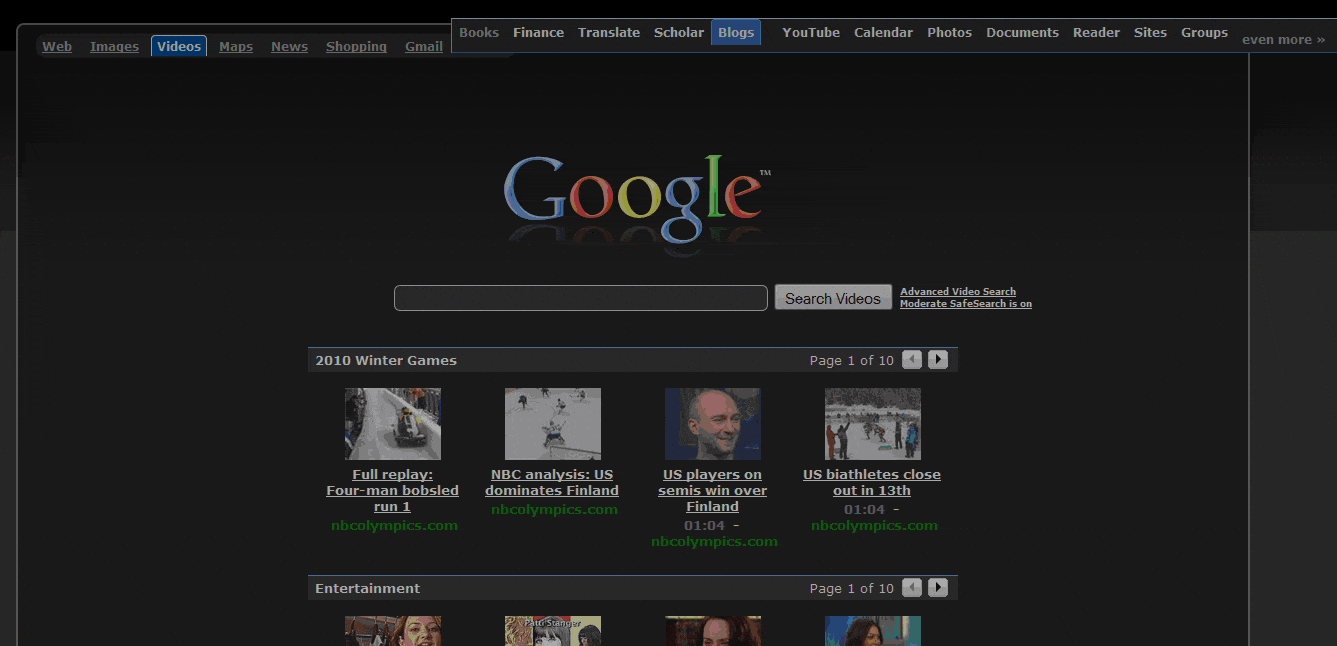 Web Images Videos Maps News Shopping Gmail
Books Finance Translate Scholar Blogs YouTube Calendar Photos Documents Reader Sites Groups even more »
Google™
Search Videos
Advanced Video Search
Moderate SafeSearch is on
2010 Winter Games
Page 1 of 10
Full replay:
Four-man bobsled
run 1
nbcolympics.com
NBC analysis: US
dominates Finland
nbcolympics.com
US players on
semis win over
Finland
01:04 -
nbcolympics.com
US biathletes close
out in 13th
01:04 -
nbcolympics.com
Entertainment
Page 1 of 10
Patti Stanger